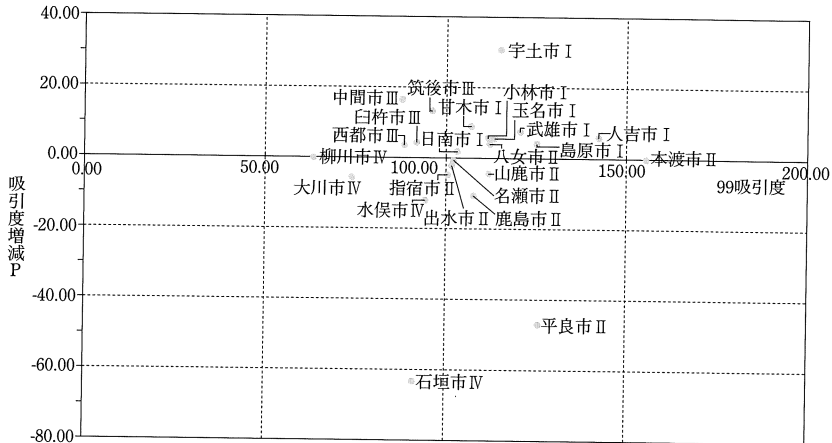 40.00
宇土市Ⅰ
20.00
筑後市Ⅲ
小林市Ⅰ
中間市Ⅲ
甘木市Ⅰ
玉名市Ⅰ
臼杵市Ⅲ
武雄市Ⅰ
人吉市Ⅰ
西都市Ⅲ
日南市Ⅰ
八女市Ⅱ
島原市Ⅰ
0.00
柳川市Ⅳ
本渡市Ⅱ
0.00
50.00
100.00
150.00
200.00
山鹿市Ⅱ
99吸引度
大川市Ⅳ
指宿市Ⅱ
名瀬市Ⅱ
水俣市Ⅳ
出水市Ⅱ
鹿島市Ⅱ
吸引度増減P
-20.00
-40.00
平良市Ⅱ
-60.00
石垣市Ⅳ
-80.00